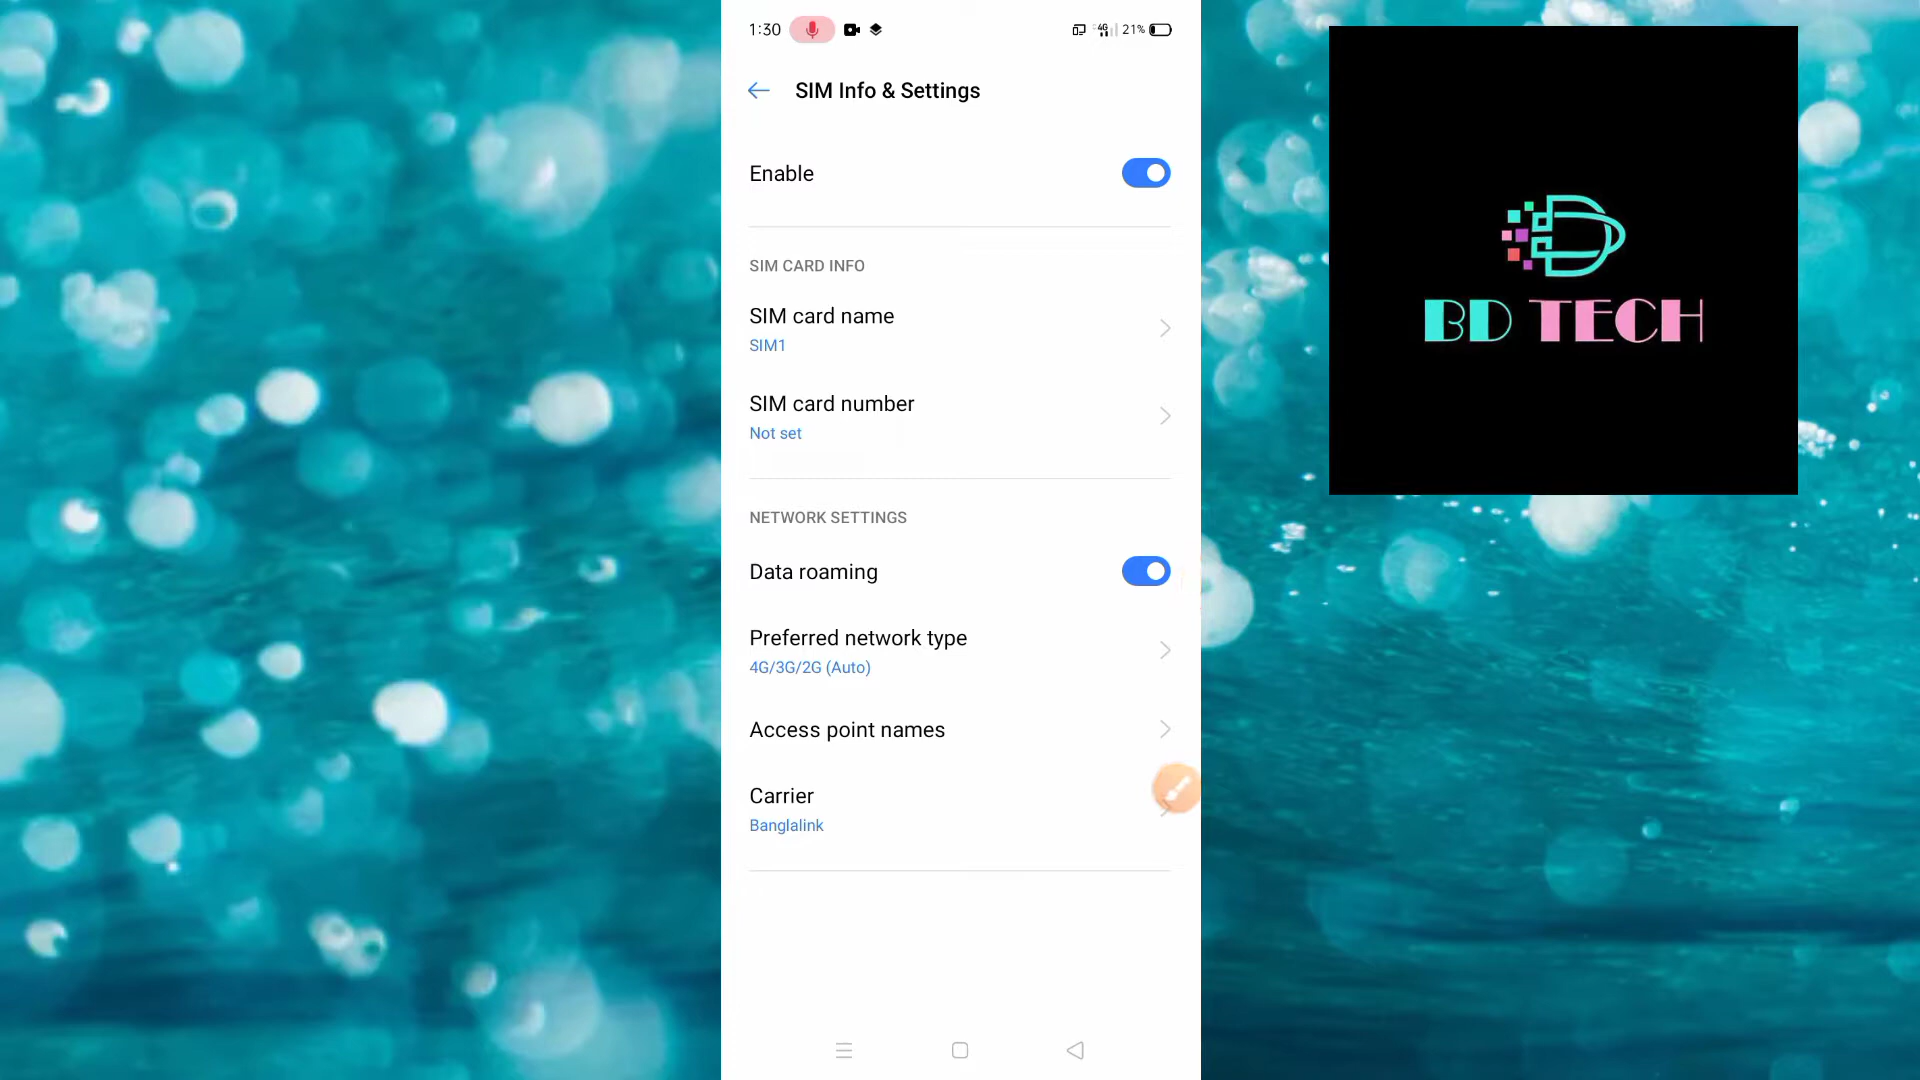 1:30
4G 21%
SIM Info & Settings
Enable
SIM CARD INFO
SIM card name
SIM1
SIM card number
Not set
NETWORK SETTINGS
Data roaming
Preferred network type
4G/3G/2G (Auto)
Access point names
Carrier
Banglalink
BD TECH